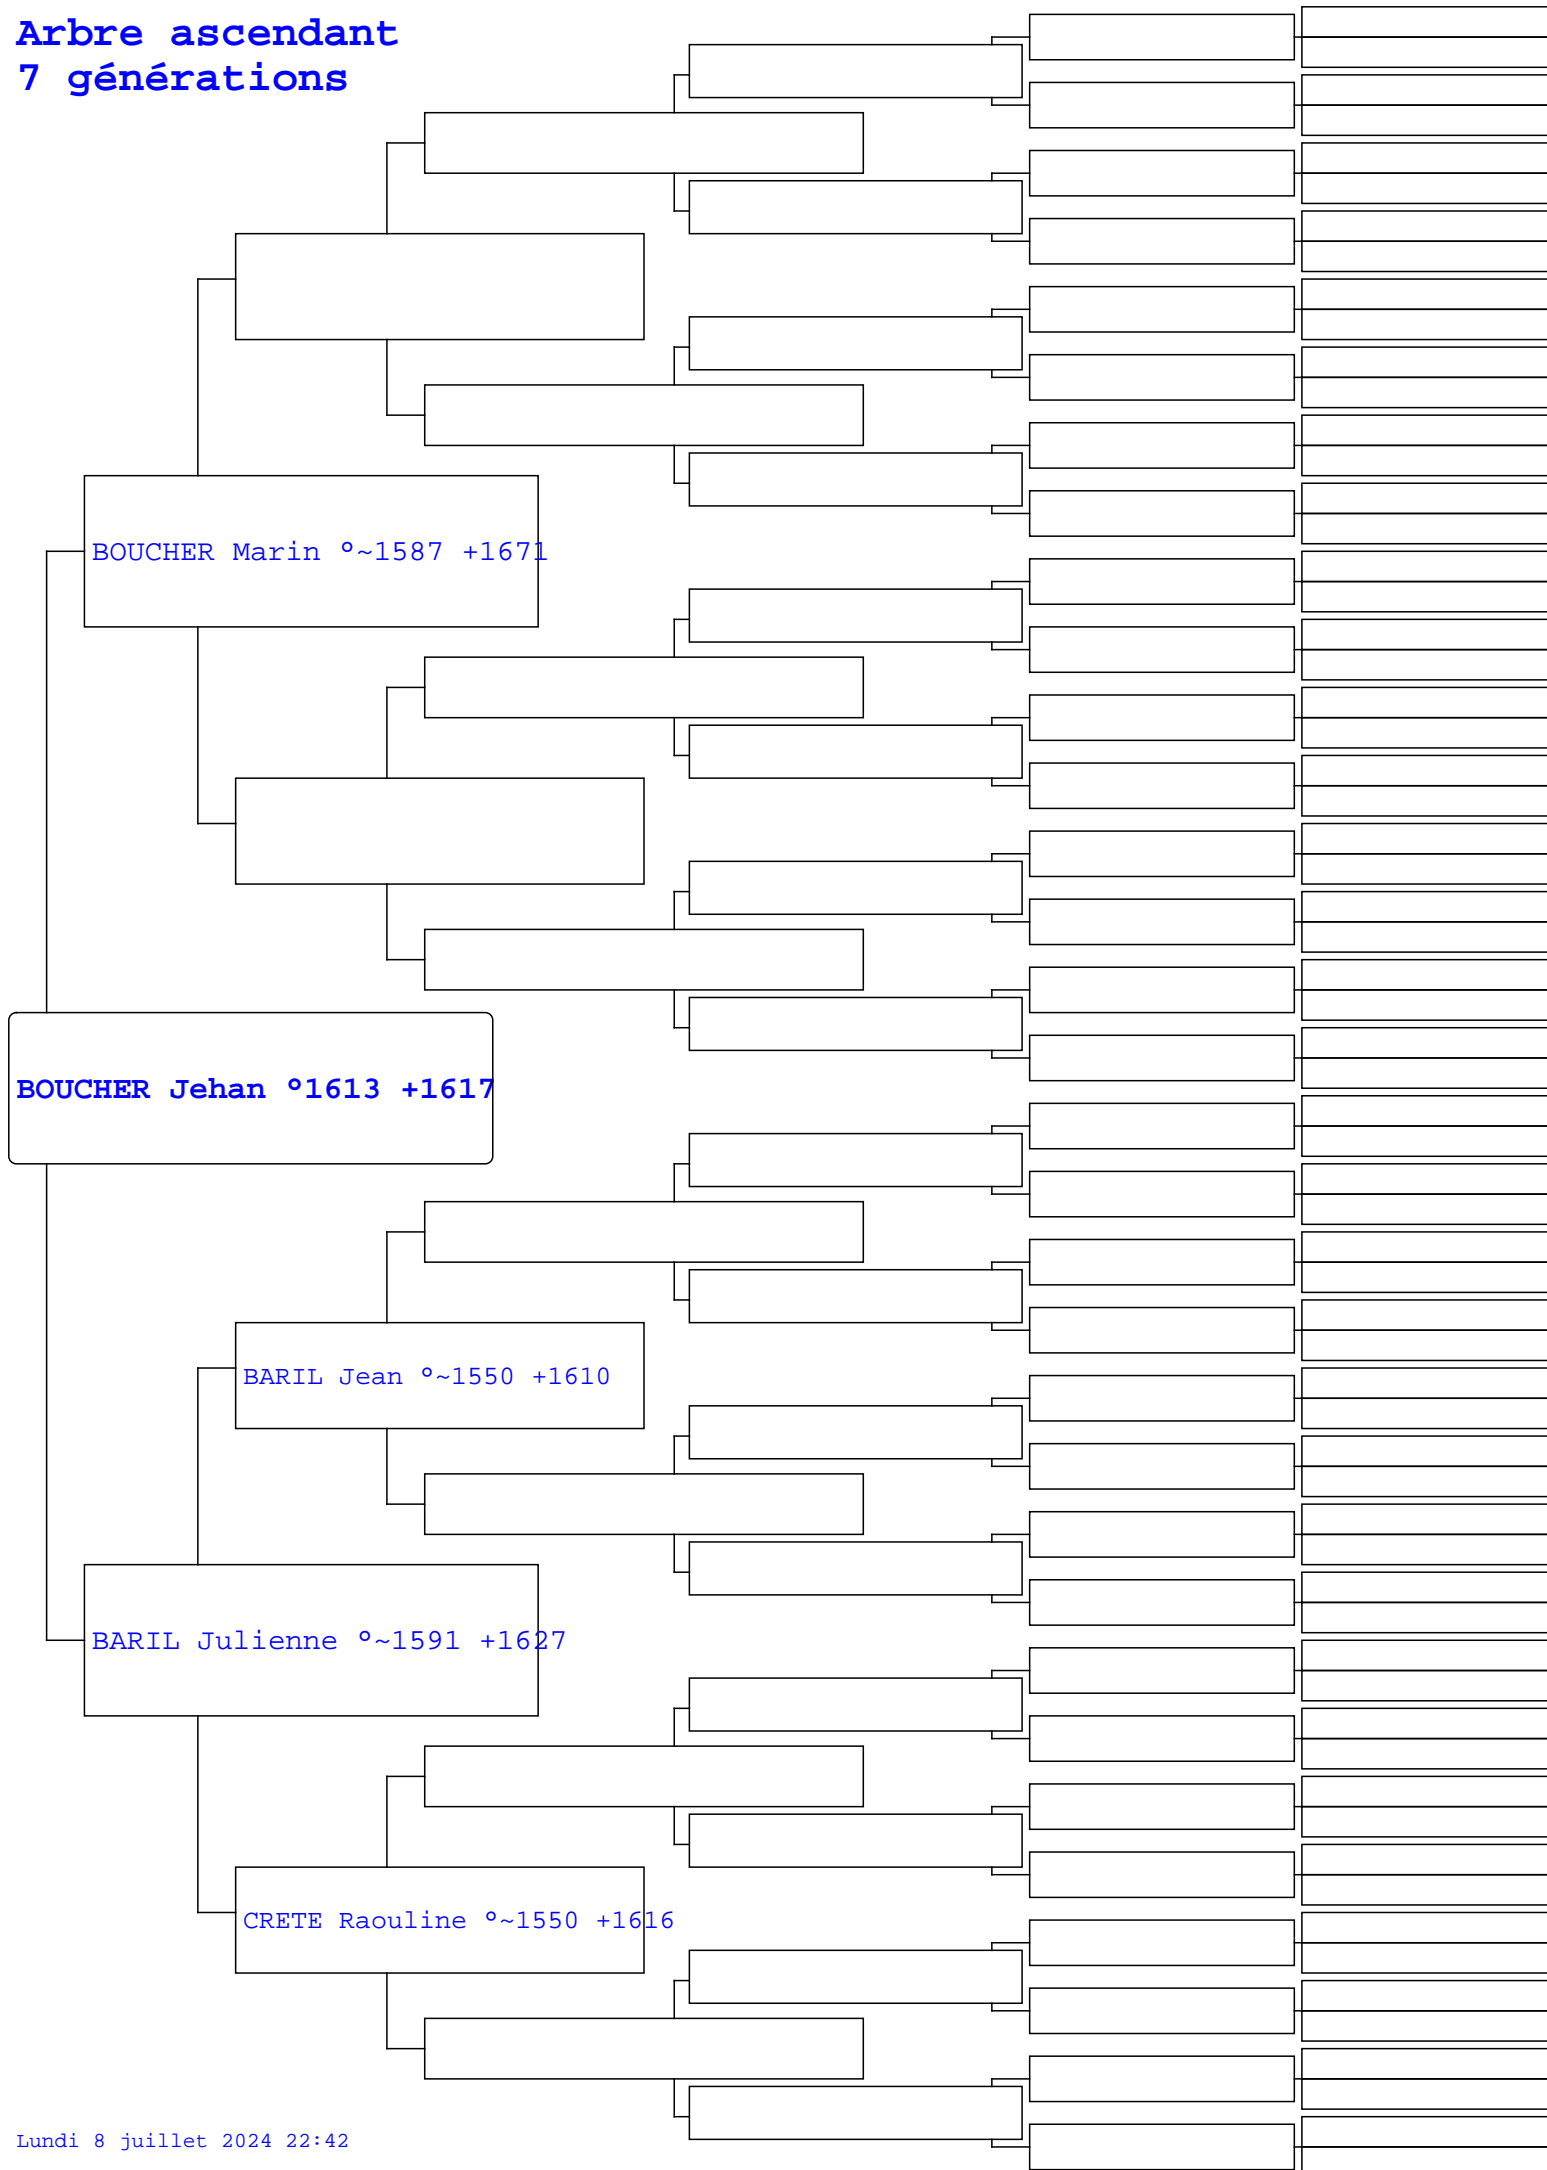 Arbre ascendant
7 générations
BOUCHER Marin °~1587 +1671
BOUCHER Jehan °1613 +1617
BARIL Jean °~1550 +1610
BARIL Julienne °~1591 +1627
CRETE Raouline °~1550 +1616
Lundi 8 juillet 2024 22:42